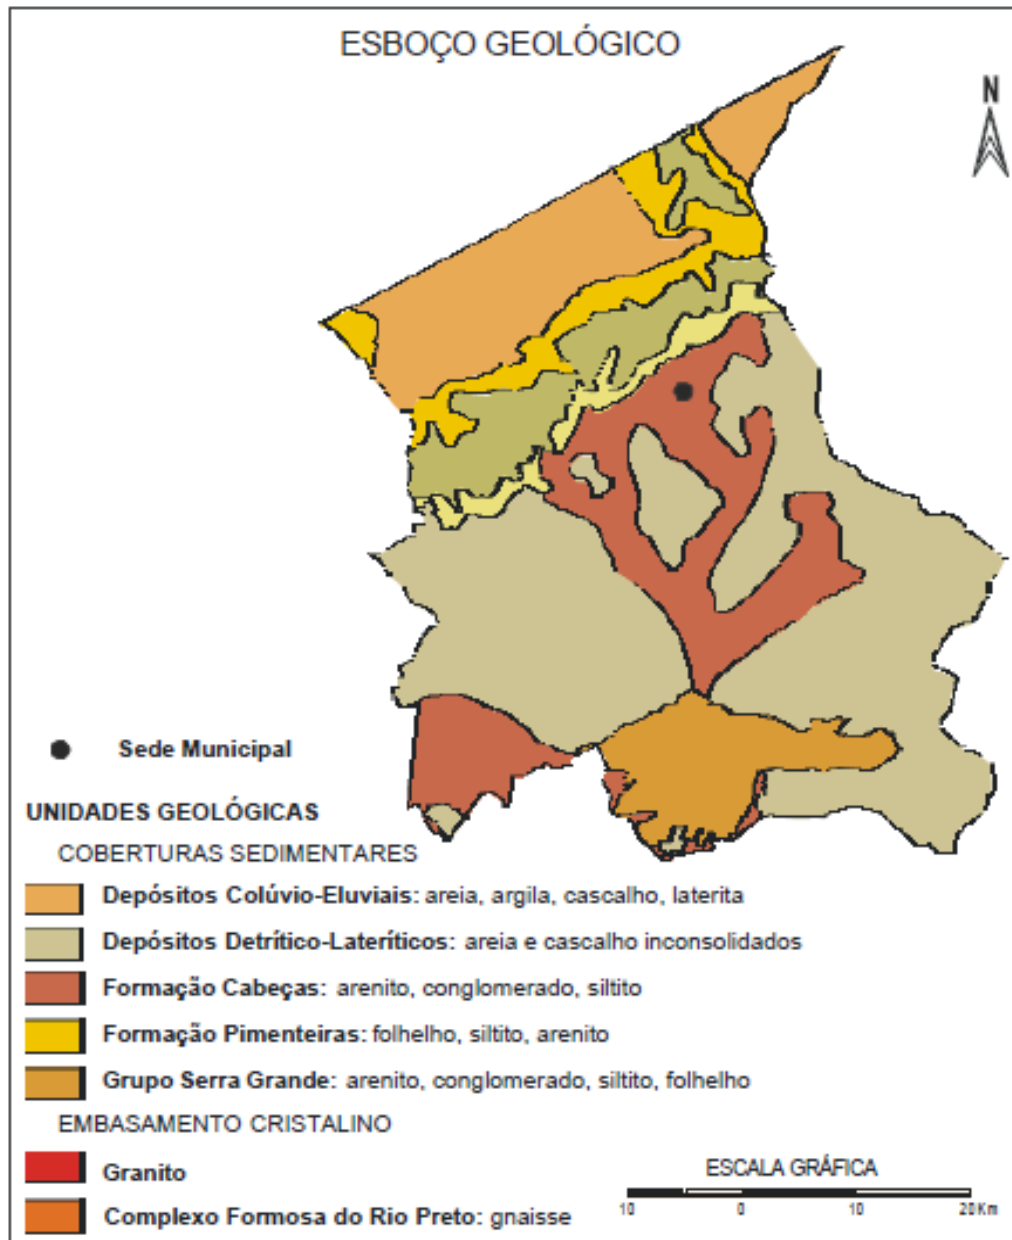 ESBOÇO GEOLÓGICO
N
Sede Municipal
UNIDADES GEOLÓGICAS
COBERTURAS SEDIMENTARES
Depósitos Colúvio-Eluviais: areia, argila, cascalho, laterita
Depósitos Detrítico-Lateríticos: areia e cascalho inconsolidados
Formação Cabeças: arenito, conglomerado, siltito
Formação Pimenteiras: folhelho, siltito, arenito
Grupo Serra Grande: arenito, conglomerado, siltito, folhelho
EMBASAMENTO CRISTALINO
Granito
Complexo Formosa do Rio Preto: gnaisse
ESCALA GRÁFICA
10 0 10 20 Km